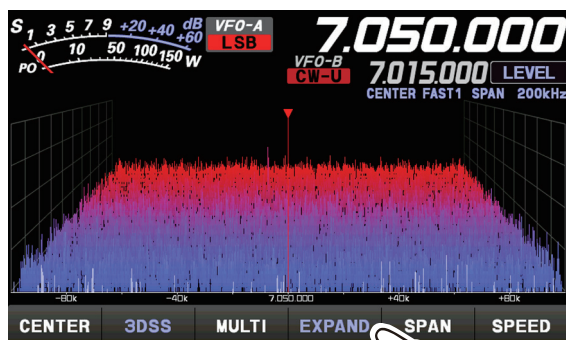 S 1 3 5 7 9 +20 +40 +60 dB VFO-A 7.050.000
LSB
PO 0 10 50 100 150 W
VFO-B
CW-U 7.015.000 LEVEL
CENTER FAST1 SPAN 200kHz
-80k -40k 7.050.000 +40k +80k
CENTER 3DSS MULTI EXPAND SPAN SPEED